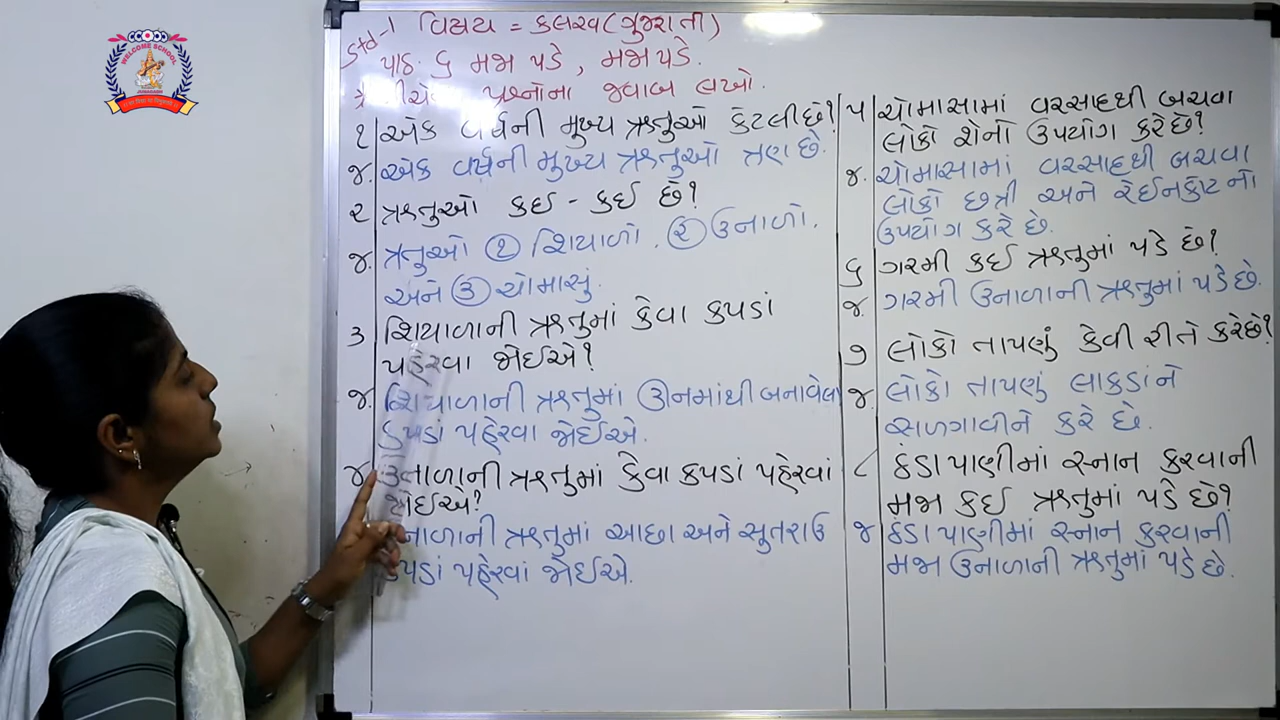 WELCOME SCHOOL
Std-1 વિષય = કલરવ(ગુજરાતી)
પાઠ ૬ મજા પડે, મજા પડે.
પ્રશ્નોના જવાબ લખો.
૧ એક વર્ષની મુખ્ય ઋતુઓ કેટલી છે?
જ. એક વર્ષની મુખ્ય ઋતુઓ ત્રણ છે.
૨ ઋતુઓ કઈ - કઈ છે?
જ. ઋતુઓ ૧ શિયાળો, ૨ ઉનાળો,
અને ૩ ચોમાસું.
૩ શિયાળાની ઋતુમાં કેવા કપડાં
પહેરવા જોઈએ?
જ. શિયાળાની ઋતુમાં ઊનમાંથી બનાવેલા
કપડાં પહેરવા જોઈએ.
૪ ઉનાળાની ઋતુમાં કેવા કપડાં પહેરવાં
જોઈએ?
ઉનાળાની ઋતુમાં આછા અને સુતરાઉ
કપડાં પહેરવાં જોઈએ.
૫ ચોમાસામાં વરસાદથી બચવા
લોકો શેનો ઉપયોગ કરે છે?
જ. ચોમાસામાં વરસાદથી બચવા
લોકો છત્રી અને રેઈનકોટ નો
ઉપયોગ કરે છે.
૬ ગરમી કઈ ઋતુમાં પડે છે?
જ. ગરમી ઉનાળાની ઋતુમાં પડે છે.
૭ લોકો તાપણું કેવી રીતે કરે છે?
જ. લોકો તાપણું લાકડાંને
સળગાવીને કરે છે.
૮ ઠંડા પાણીમાં સ્નાન કરવાની
મજા કઈ ઋતુમાં પડે છે?
જ ઠંડા પાણીમાં સ્નાન કરવાની
મજા ઉનાળાની ઋતુમાં પડે છે.